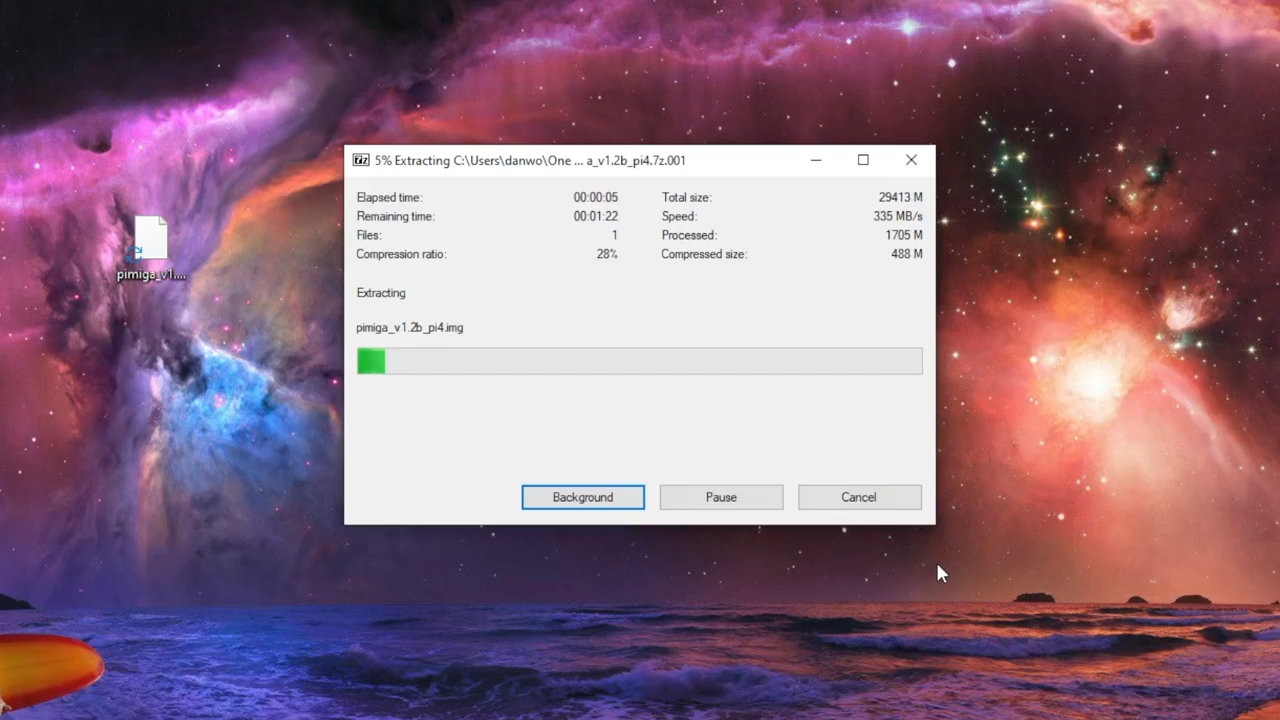 7z 5% Extracting C:\Users\danwo\One ... a_v1.2b_pi4.7z.001
Elapsed time: 00:00:05 Total size: 29413 M
Remaining time: 00:01:22 Speed: 335 MB/s
Files: 1 Processed: 1705 M
Compression ratio: 28% Compressed size: 488 M
pimiga_v1....
Extracting
pimiga_v1.2b_pi4.img
Background Pause Cancel